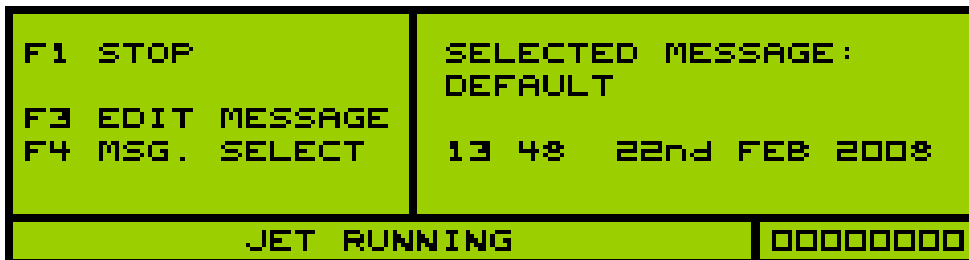 F1 STOP
F3 EDIT MESSAGE
F4 MSG. SELECT
SELECTED MESSAGE:
DEFAULT
13 48 22nd FEB 2008
JET RUNNING
00000000